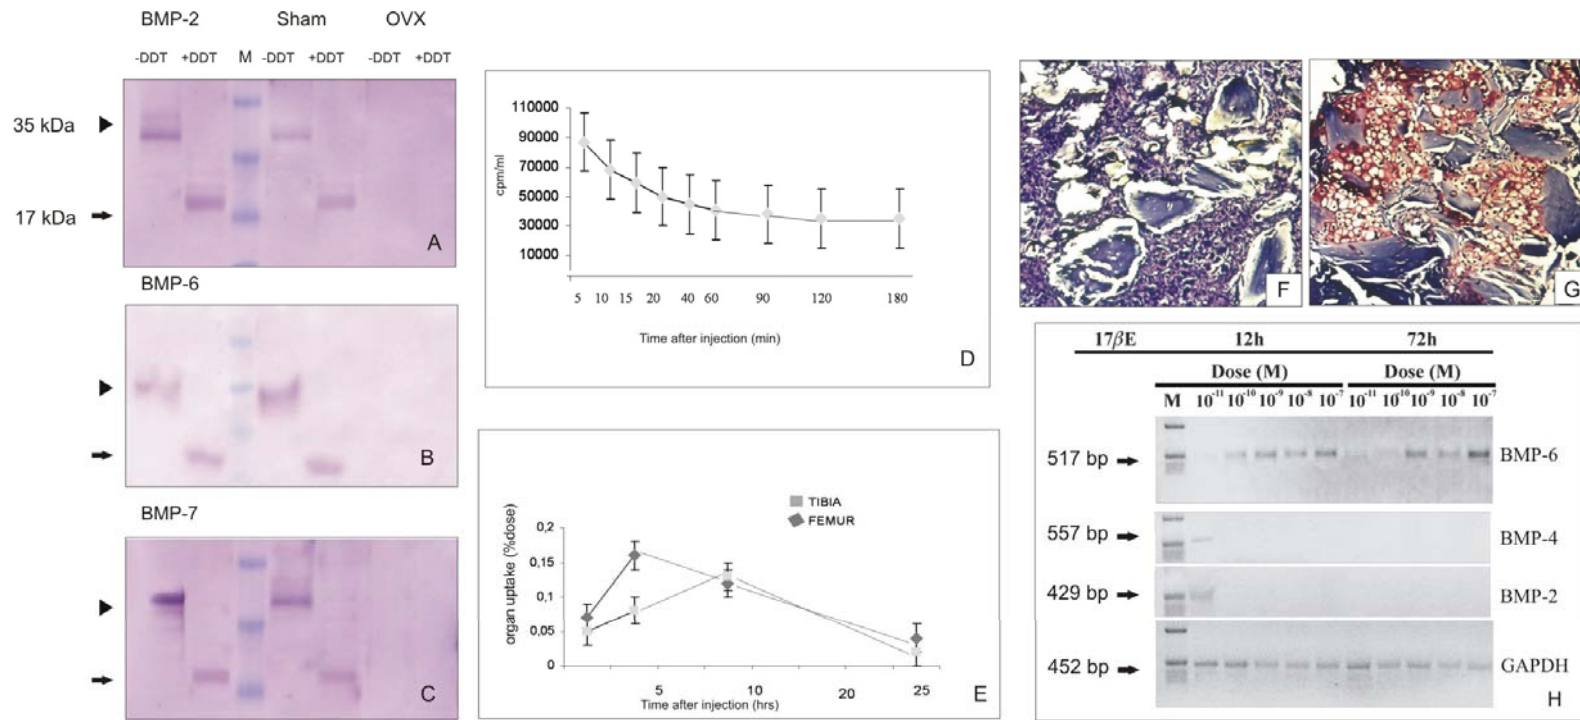 BMP-2 Sham OVX
-DDT +DDT M -DDT +DDT -DDT +DDT
35 kDa
17 kDa
A
BMP-6
B
BMP-7
C
110000
90000
70000
50000
30000
10000
cpm/ml
5 10 15 20 40 60 90 120 180
Time after injection (min)
D
TIBIA
FEMUR
0,2
0,15
0,1
0,05
0
organ uptake (%dose)
5 10 20 25
Time after injection (hrs)
E
F
G
17βE 12h 72h
Dose (M) Dose (M)
M 10⁻¹¹ 10⁻¹⁰ 10⁻⁹ 10⁻⁸ 10⁻⁷ 10⁻¹¹ 10⁻¹⁰ 10⁻⁹ 10⁻⁸ 10⁻⁷
517 bp BMP-6
557 bp BMP-4
429 bp BMP-2
452 bp GAPDH
H